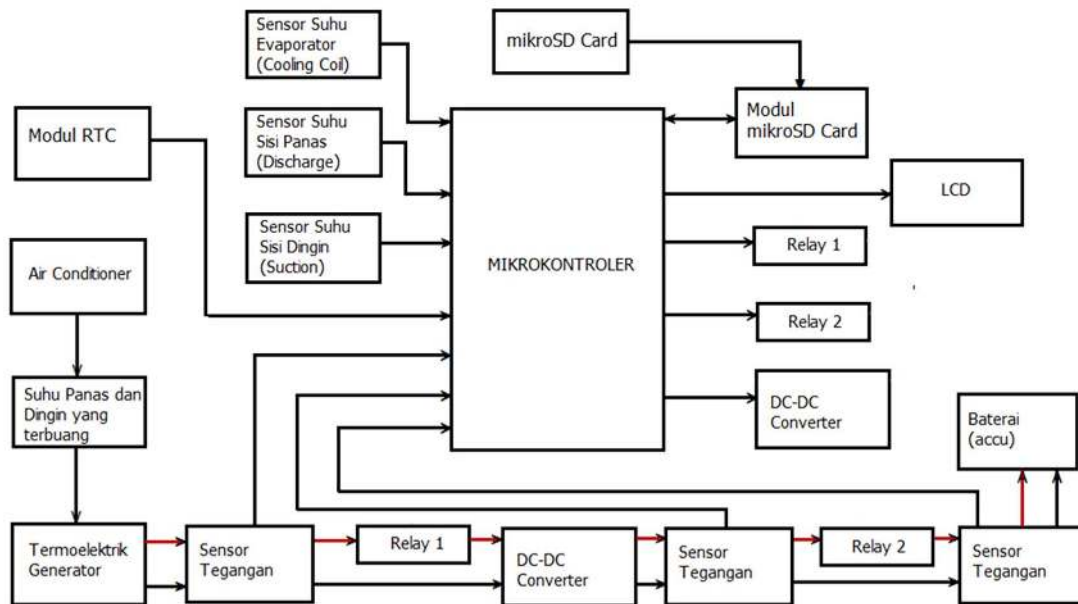 Sensor Suhu
Evaporator
(Cooling Coil)
mikroSD Card
Modul RTC
Sensor Suhu
Sisi Panas
(Discharge)
Modul
mikroSD Card
LCD
Sensor Suhu
Sisi Dingin
(Suction)
MIKROKONTROLER
Relay 1
Air Conditioner
Relay 2
Suhu Panas dan
Dingin yang
terbuang
DC-DC
Converter
Baterai
(accu)
Termoelektrik
Generator
Sensor
Tegangan
Relay 1
DC-DC
Converter
Sensor
Tegangan
Relay 2
Sensor
Tegangan